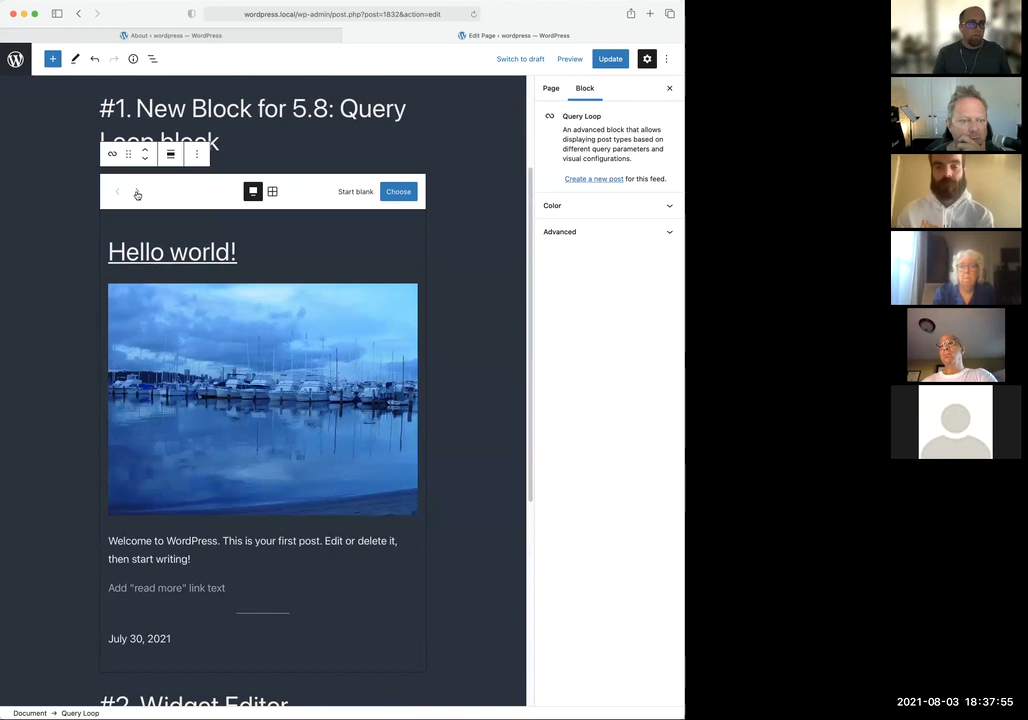 wordpress.local/wp-admin/post.php?post=1832&action=edit
About ‹ wordpress — WordPress
Edit Page ‹ wordpress — WordPress
Switch to draft
Preview
Update
#1. New Block for 5.8: Query
Loop block
Start blank
Choose
Hello world!
Welcome to WordPress. This is your first post. Edit or delete it,
then start writing!
Add "read more" link text
July 30, 2021
#2. Widget Editor
Document → Query Loop
Page
Block
Query Loop
An advanced block that allows
displaying post types based on
different query parameters and
visual configurations.
Create a new post for this feed.
Color
Advanced
2021-08-03 18:37:55